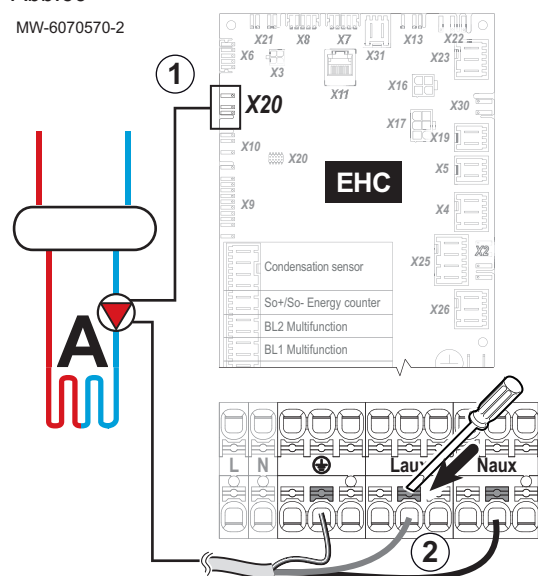 MW-6070570-2
X21 X8 X7 X31 X13 X22
X6 X3 X23
1
X20 X11 X16 X30
X17
X10 X20 X19
EHC X5
X9 X4
Condensation sensor X25 X2
So+/So- Energy counter
X26
BL2 Multifunction
BL1 Multifunction
A
L N Laux Naux
2